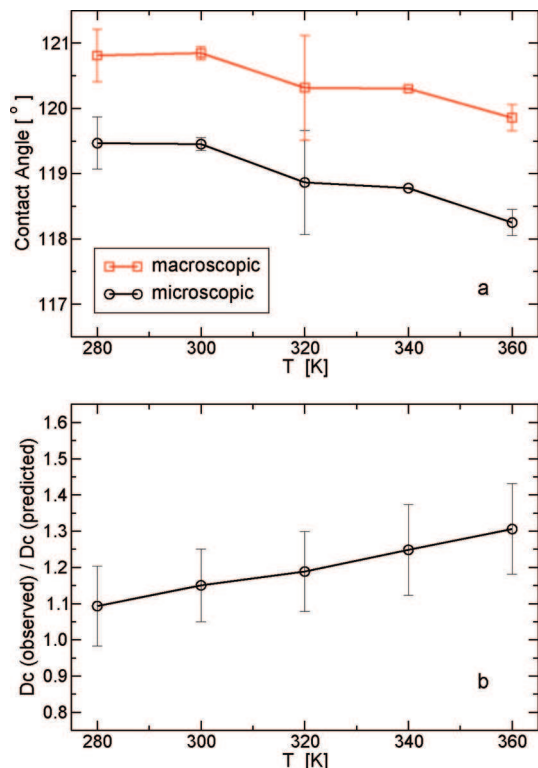 121
120
119
118
117
Contact Angle [ ° ]
macroscopic
microscopic
a
280 300 320 340 360
T [K]
1.6
1.5
1.4
1.3
1.2
1.1
1.0
0.9
0.8
Dc (observed) / Dc (predicted)
b
280 300 320 340 360
T [K]